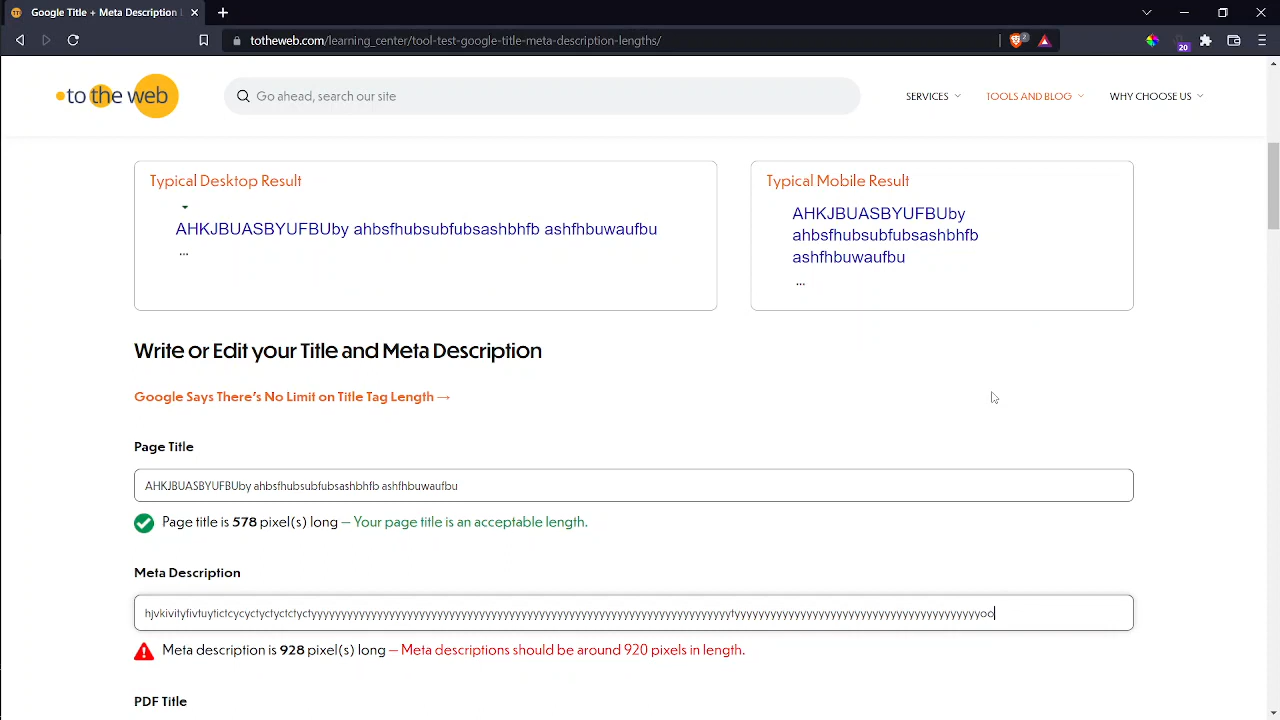 Google Title + Meta Description L
totheweb.com/learning_center/tool-test-google-title-meta-description-lengths/
2
20
to the web
Go ahead, search our site
SERVICES
TOOLS AND BLOG
WHY CHOOSE US
Typical Desktop Result
AHKJBUASBYUFBUby ahbsfhubsubfubsashbhfb ashfhbuwaufbu
...
Typical Mobile Result
AHKJBUASBYUFBUby
ahbsfhubsubfubsashbhfb
ashfhbuwaufbu
...
Write or Edit your Title and Meta Description
Google Says There's No Limit on Title Tag Length →
Page Title
AHKJBUASBYUFBUby ahbsfhubsubfubsashbhfb ashfhbuwaufbu
Page title is 578 pixel(s) long — Your page title is an acceptable length.
Meta Description
Meta description is 928 pixel(s) long — Meta descriptions should be around 920 pixels in length.
PDF Title